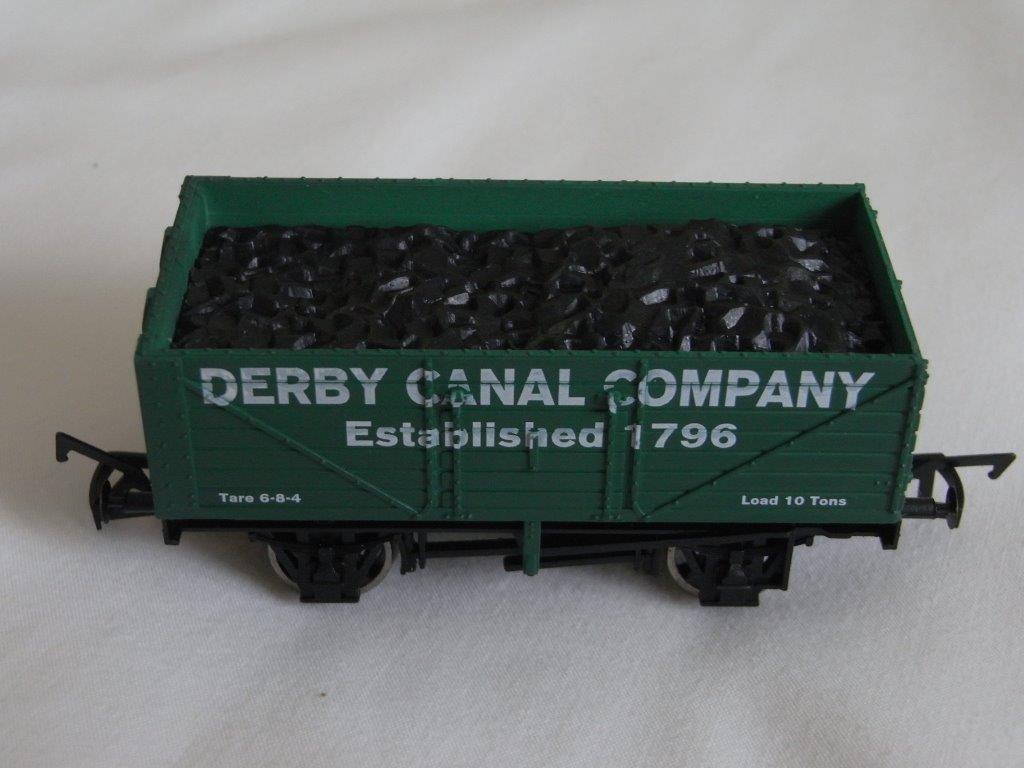 DERBY CANAL COMPANY
Established 1796
Tare 6-8-4
Load 10 Tons